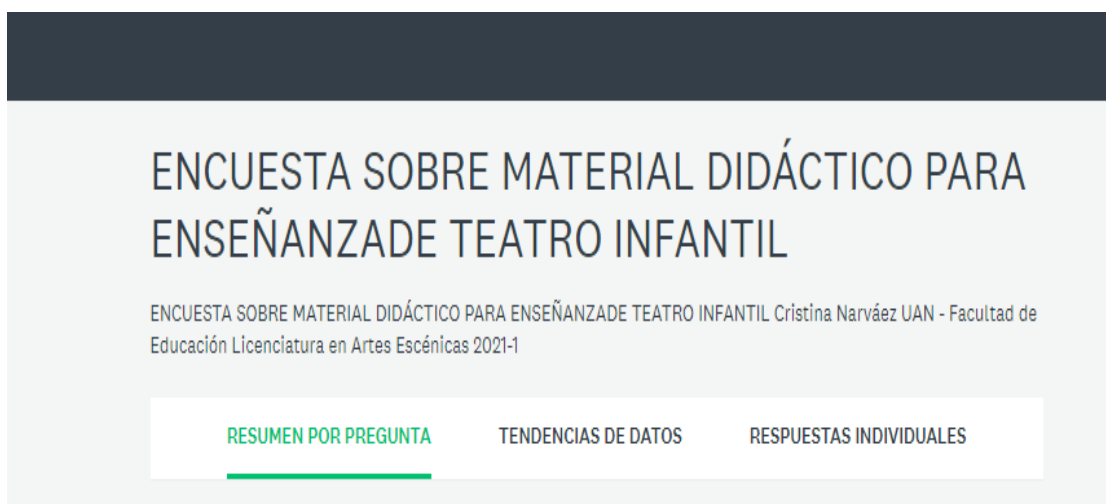 ENCUESTA SOBRE MATERIAL DIDÁCTICO PARA
ENSEÑANZADE TEATRO INFANTIL
ENCUESTA SOBRE MATERIAL DIDÁCTICO PARA ENSEÑANZADE TEATRO INFANTIL Cristina Narváez UAN - Facultad de
Educación Licenciatura en Artes Escénicas 2021-1
RESUMEN POR PREGUNTA TENDENCIAS DE DATOS RESPUESTAS INDIVIDUALES